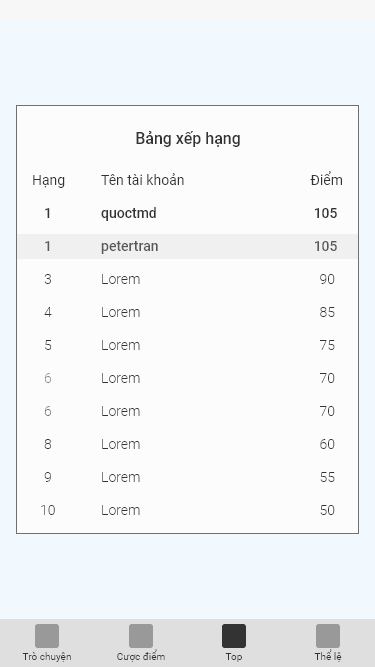 Bảng xếp hạng
Hạng Tên tài khoản Điểm
1 quoctmd 105
1 petertran 105
3 Lorem 90
4 Lorem 85
5 Lorem 75
6 Lorem 70
6 Lorem 70
8 Lorem 60
9 Lorem 55
10 Lorem 50
Trò chuyện Cược điểm Top Thể lệ